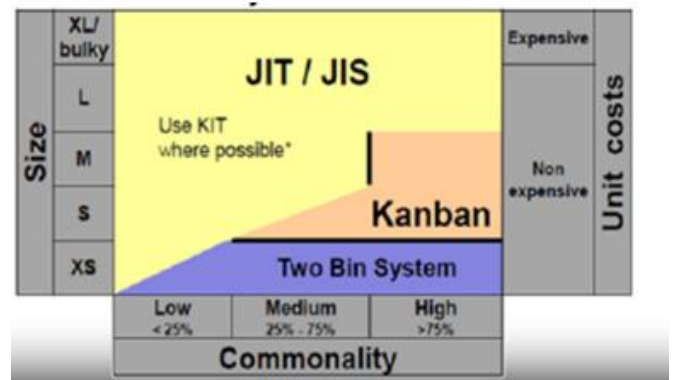 XL/
bulky
Expensive
JIT / JIS
L
Use KIT
where possible*
Size
M
Non
expensive
Unit costs
S
Kanban
XS
Two Bin System
Low
< 25%
Medium
25% - 75%
High
>75%
Commonality